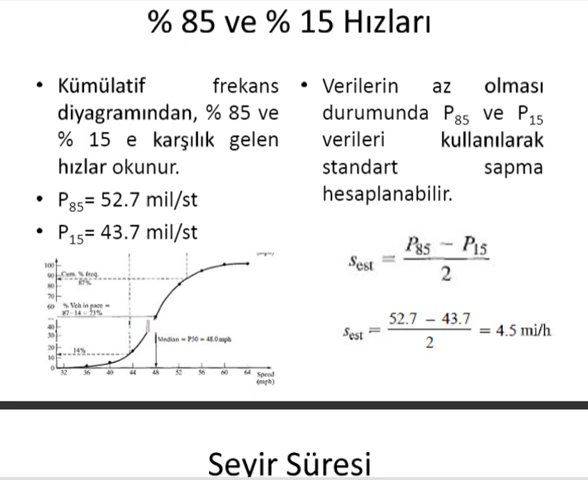 % 85 ve % 15 Hızları
• Kümülatif frekans
diyagramından, % 85 ve
% 15 e karşılık gelen
hızlar okunur.
• P85= 52.7 mil/st
• P15= 43.7 mil/st
• Verilerin az olması
durumunda P85 ve P15
verileri kullanılarak
standart sapma
hesaplanabilir.
100
90
80
70
60
40
30
20
10
0
Cum. % freq.
87%
% Veh in pace =
87 - 14 = 73%
Median = P50 = 48.0 mph
14%
32 36 40 44 48 52 56 60 64 Speed
(mph)
sest = P85 − P15
2
sest = 52.7 − 43.7
2
= 4.5 mi/h
Seyir Süresi